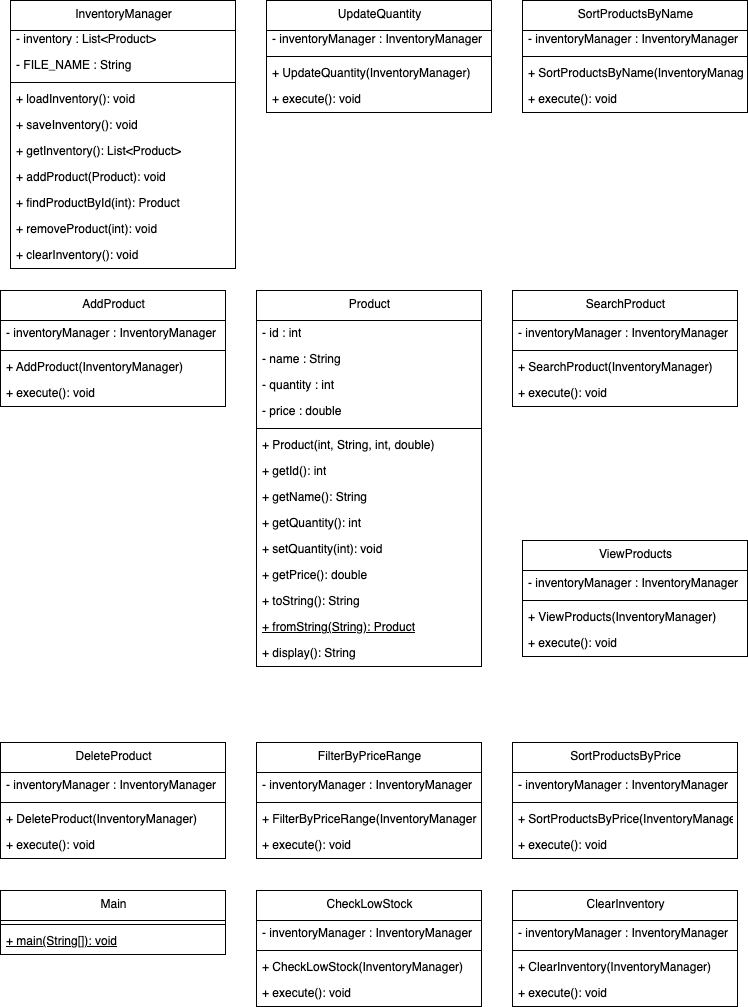 InventoryManager
- inventory : List<Product>
- FILE_NAME : String
+ loadInventory(): void
+ saveInventory(): void
+ getInventory(): List<Product>
+ addProduct(Product): void
+ findProductById(int): Product
+ removeProduct(int): void
+ clearInventory(): void
UpdateQuantity
- inventoryManager : InventoryManager
+ UpdateQuantity(InventoryManager)
+ execute(): void
SortProductsByName
- inventoryManager : InventoryManager
+ SortProductsByName(InventoryManag
+ execute(): void
AddProduct
- inventoryManager : InventoryManager
+ AddProduct(InventoryManager)
+ execute(): void
Product
- id : int
- name : String
- quantity : int
- price : double
+ Product(int, String, int, double)
+ getId(): int
+ getName(): String
+ getQuantity(): int
+ setQuantity(int): void
+ getPrice(): double
+ toString(): String
+ fromString(String): Product
+ display(): String
SearchProduct
- inventoryManager : InventoryManager
+ SearchProduct(InventoryManager)
+ execute(): void
ViewProducts
- inventoryManager : InventoryManager
+ ViewProducts(InventoryManager)
+ execute(): void
DeleteProduct
- inventoryManager : InventoryManager
+ DeleteProduct(InventoryManager)
+ execute(): void
FilterByPriceRange
- inventoryManager : InventoryManager
+ FilterByPriceRange(InventoryManager
+ execute(): void
SortProductsByPrice
- inventoryManager : InventoryManager
+ SortProductsByPrice(InventoryManage
+ execute(): void
Main
+ main(String[]): void
CheckLowStock
- inventoryManager : InventoryManager
+ CheckLowStock(InventoryManager)
+ execute(): void
ClearInventory
- inventoryManager : InventoryManager
+ ClearInventory(InventoryManager)
+ execute(): void